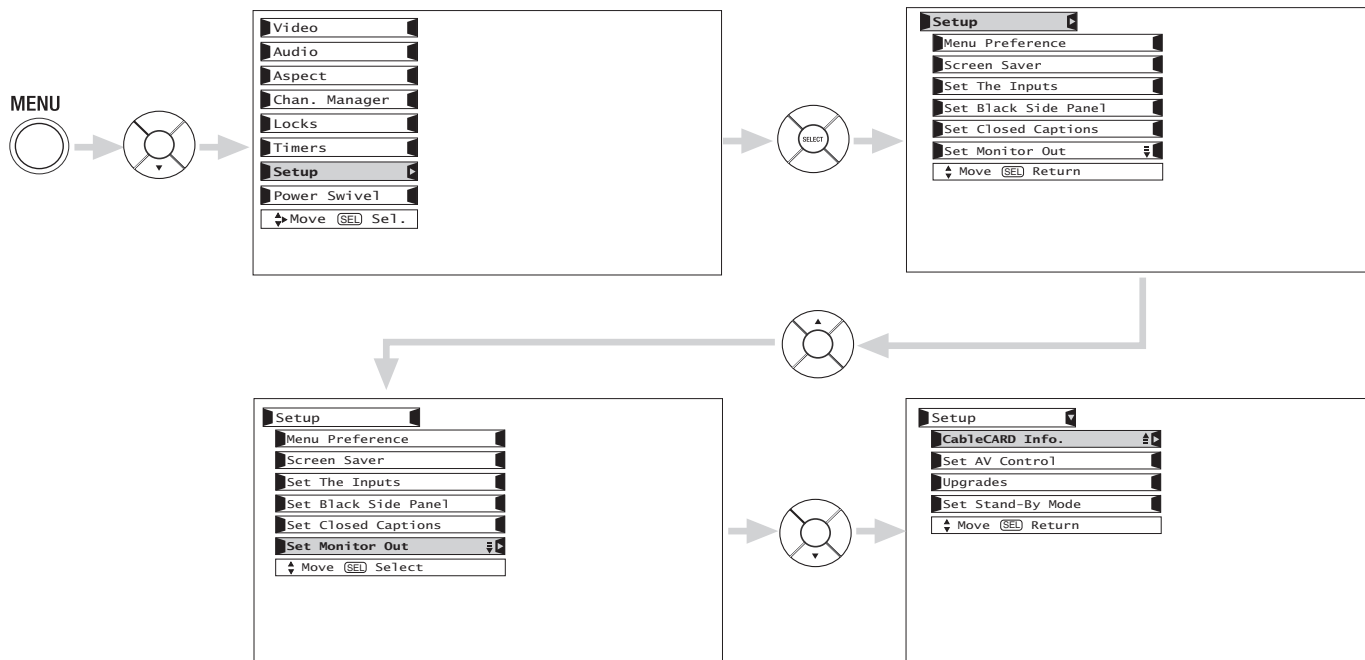 MENU
Video
Audio
Aspect
Chan. Manager
Locks
Timers
Setup
Power Swivel
Move SEL Sel.
SELECT
Setup
Menu Preference
Screen Saver
Set The Inputs
Set Black Side Panel
Set Closed Captions
Set Monitor Out
Move SEL Return
Setup
Menu Preference
Screen Saver
Set The Inputs
Set Black Side Panel
Set Closed Captions
Set Monitor Out
Move SEL Select
Setup
CableCARD Info.
Set AV Control
Upgrades
Set Stand-By Mode
Move SEL Return